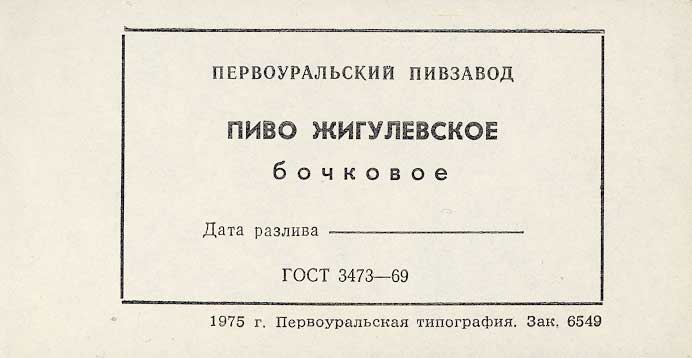 ПЕРВОУРАЛЬСКИЙ ПИВЗАВОД
ПИВО ЖИГУЛЕВСКОЕ
бочковое
Дата разлива
ГОСТ 3473—69
1975 г. Первоуральская типография. Зак. 6549